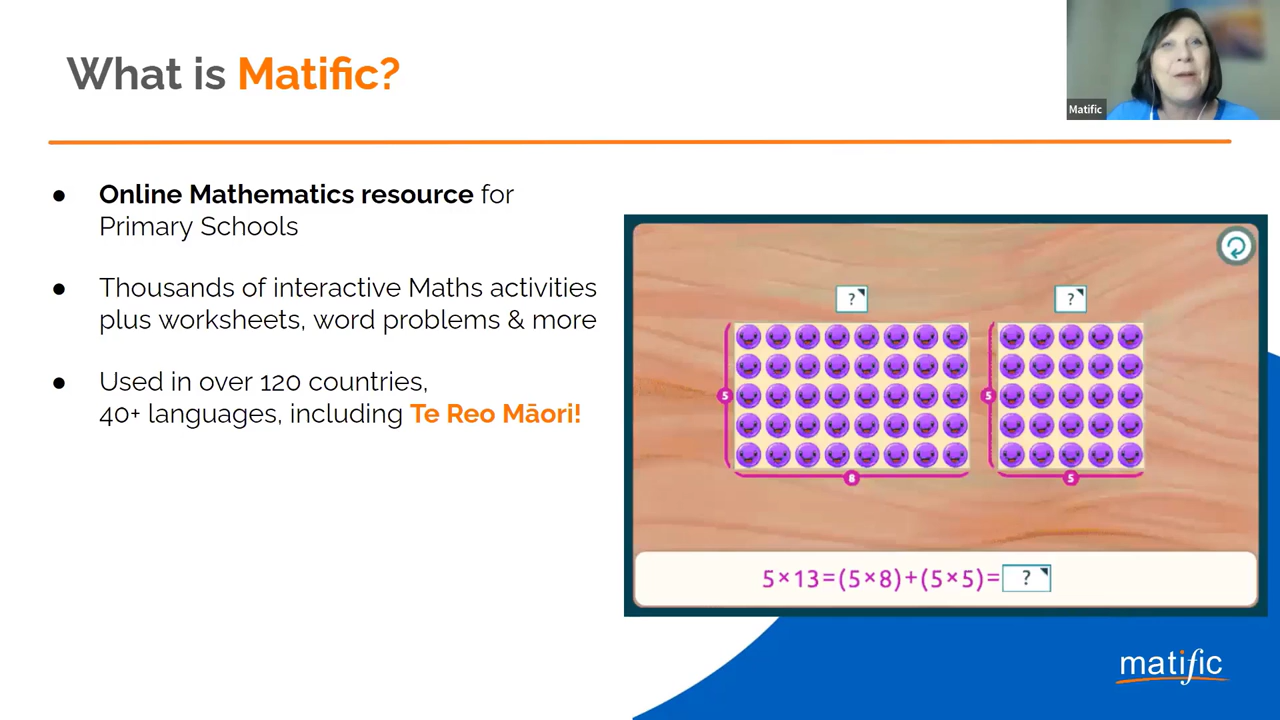 What is Matific?
Matific
● Online Mathematics resource for
Primary Schools
● Thousands of interactive Maths activities
plus worksheets, word problems & more
● Used in over 120 countries,
40+ languages, including Te Reo Māori!
? ?
5 5
8 5
5×13=(5×8)+(5×5)= ?
matific